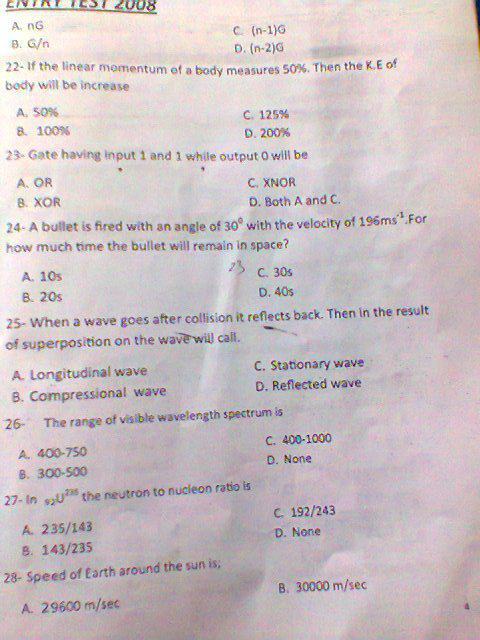 ENTRY TEST 2008
A. nG
C. (n-1)G
B. G/n
D. (n-2)G
22- If the linear momentum of a body measures 50%. Then the K.E of
body will be increase
A. 50%
C. 125%
B. 100%
D. 200%
23- Gate having input 1 and 1 while output 0 will be
A. OR
C. XNOR
B. XOR
D. Both A and C.
24- A bullet is fired with an angle of 30⁰ with the velocity of 196ms⁻¹.For
how much time the bullet will remain in space?
23
A. 10s
C. 30s
B. 20s
D. 40s
25- When a wave goes after collision it reflects back. Then in the result
of superposition on the wave will call.
A. Longitudinal wave
C. Stationary wave
B. Compressional wave
D. Reflected wave
26- The range of visible wavelength spectrum is
A. 400-750
C. 400-1000
B. 300-500
D. None
27- In ₉₂U²³⁵ the neutron to nucleon ratio is
A. 235/143
C. 192/243
B. 143/235
D. None
28- Speed of Earth around the sun is;
A. 29600 m/sec
B. 30000 m/sec
4